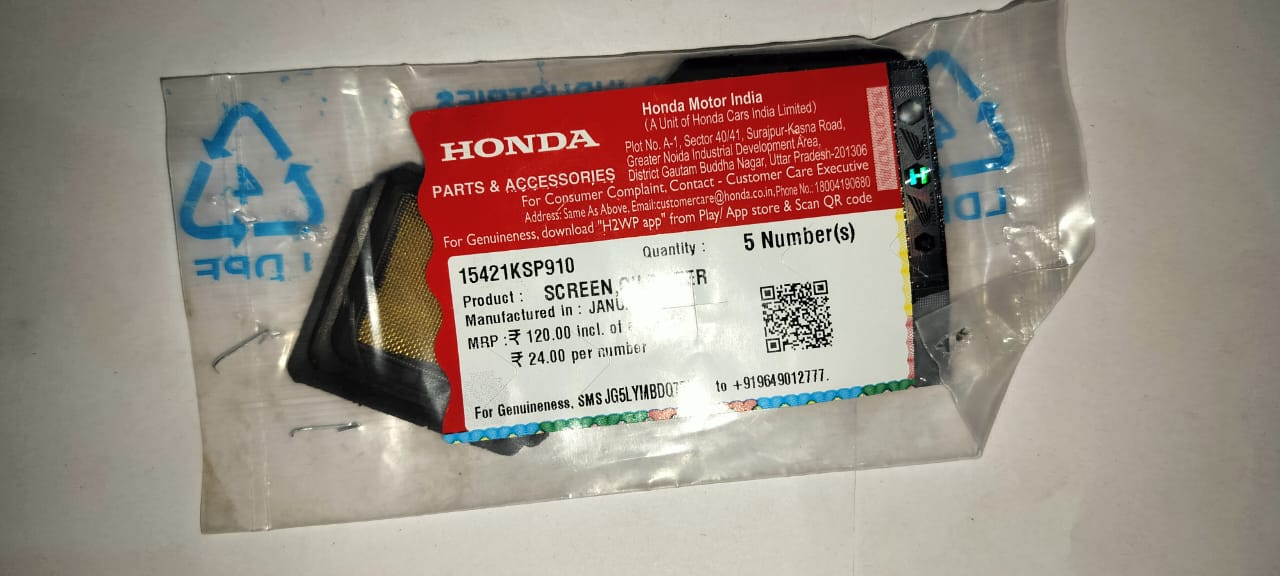 HONDA
PARTS & ACCESSORIES
Honda Motor India
(A Unit of Honda Cars India Limited)
Plot No. A-1, Sector 40/41, Surajpur-Kasna Road,
Greater Noida Industrial Development Area,
District Gautam Buddha Nagar, Uttar Pradesh-201306
For Consumer Complaint, Contact - Customer Care Executive
Address: Same As Above, Email:customercare@honda.co.in, Phone No.: 18004190680
For Genuineness, download "H2WP app" from Play/ App store & Scan QR code
15421KSP910
Quantity : 5 Number(s)
Product : SCREEN
Manufactured in :
MRP : ₹ 120.00 incl. of
₹ 24.00 per number
For Genuineness, SMS to +919649012777.
4
4